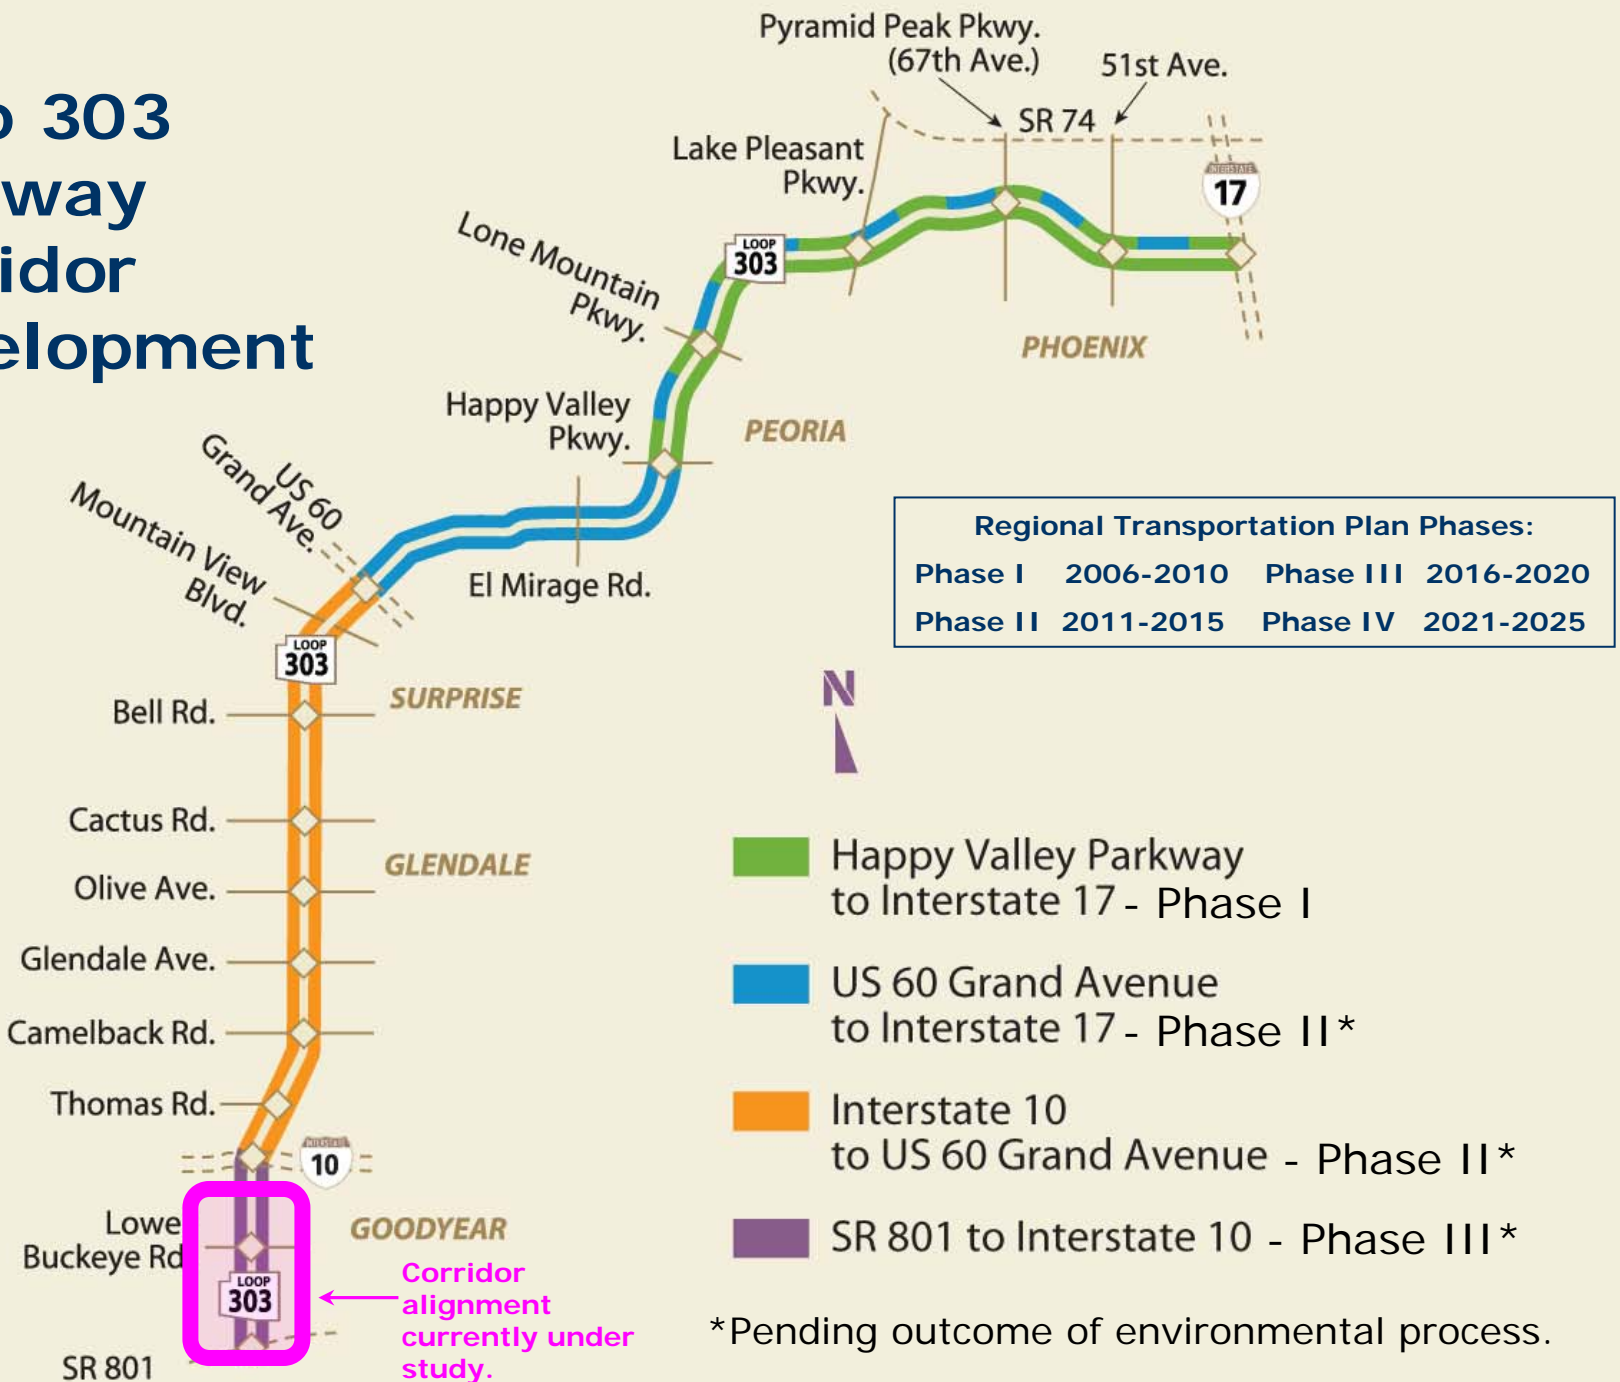 303
way
idor
elopment
Pyramid Peak Pkwy.
(67th Ave.)
51st Ave.
SR 74
Lake Pleasant
Pkwy.
INTERSTATE
17
LOOP
303
Lone Mountain
Pkwy.
PHOENIX
Happy Valley
Pkwy.
PEORIA
US 60
Grand Ave.
Mountain View
Blvd.
El Mirage Rd.
Regional Transportation Plan Phases:
Phase I 2006-2010 Phase III 2016-2020
Phase II 2011-2015 Phase IV 2021-2025
LOOP
303
SURPRISE
N
Bell Rd.
Cactus Rd.
GLENDALE
Olive Ave.
Glendale Ave.
Camelback Rd.
Thomas Rd.
10
Happy Valley Parkway
to Interstate 17 - Phase I
US 60 Grand Avenue
to Interstate 17 - Phase II*
Interstate 10
to US 60 Grand Avenue - Phase II*
SR 801 to Interstate 10 - Phase III*
Lowe
Buckeye Rd
GOODYEAR
LOOP
303
Corridor
alignment
currently under
study.
SR 801
*Pending outcome of environmental process.